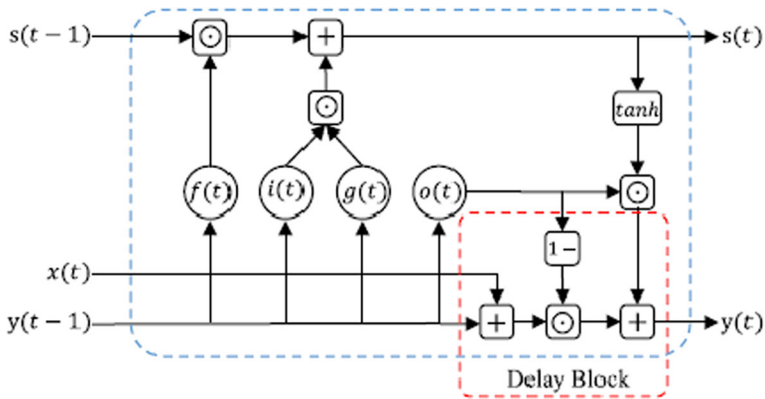 s(t − 1) ⊙ + s(t)
⊙
tanh
f(t) i(t) g(t) o(t) ⊙
1−
x(t)
y(t − 1) + ⊙ + y(t)
Delay Block